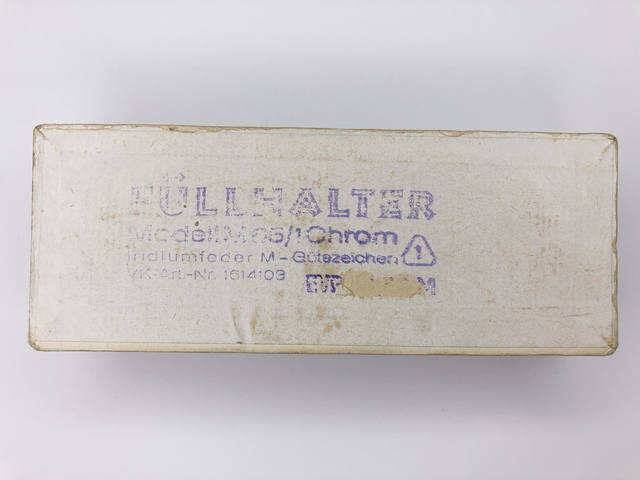 FÜLLHALTER
Modell M 65/1 Chrom
Iridiumfeder M - Gütezeichen 1
VK-Art-Nr. 1614103
EVP M